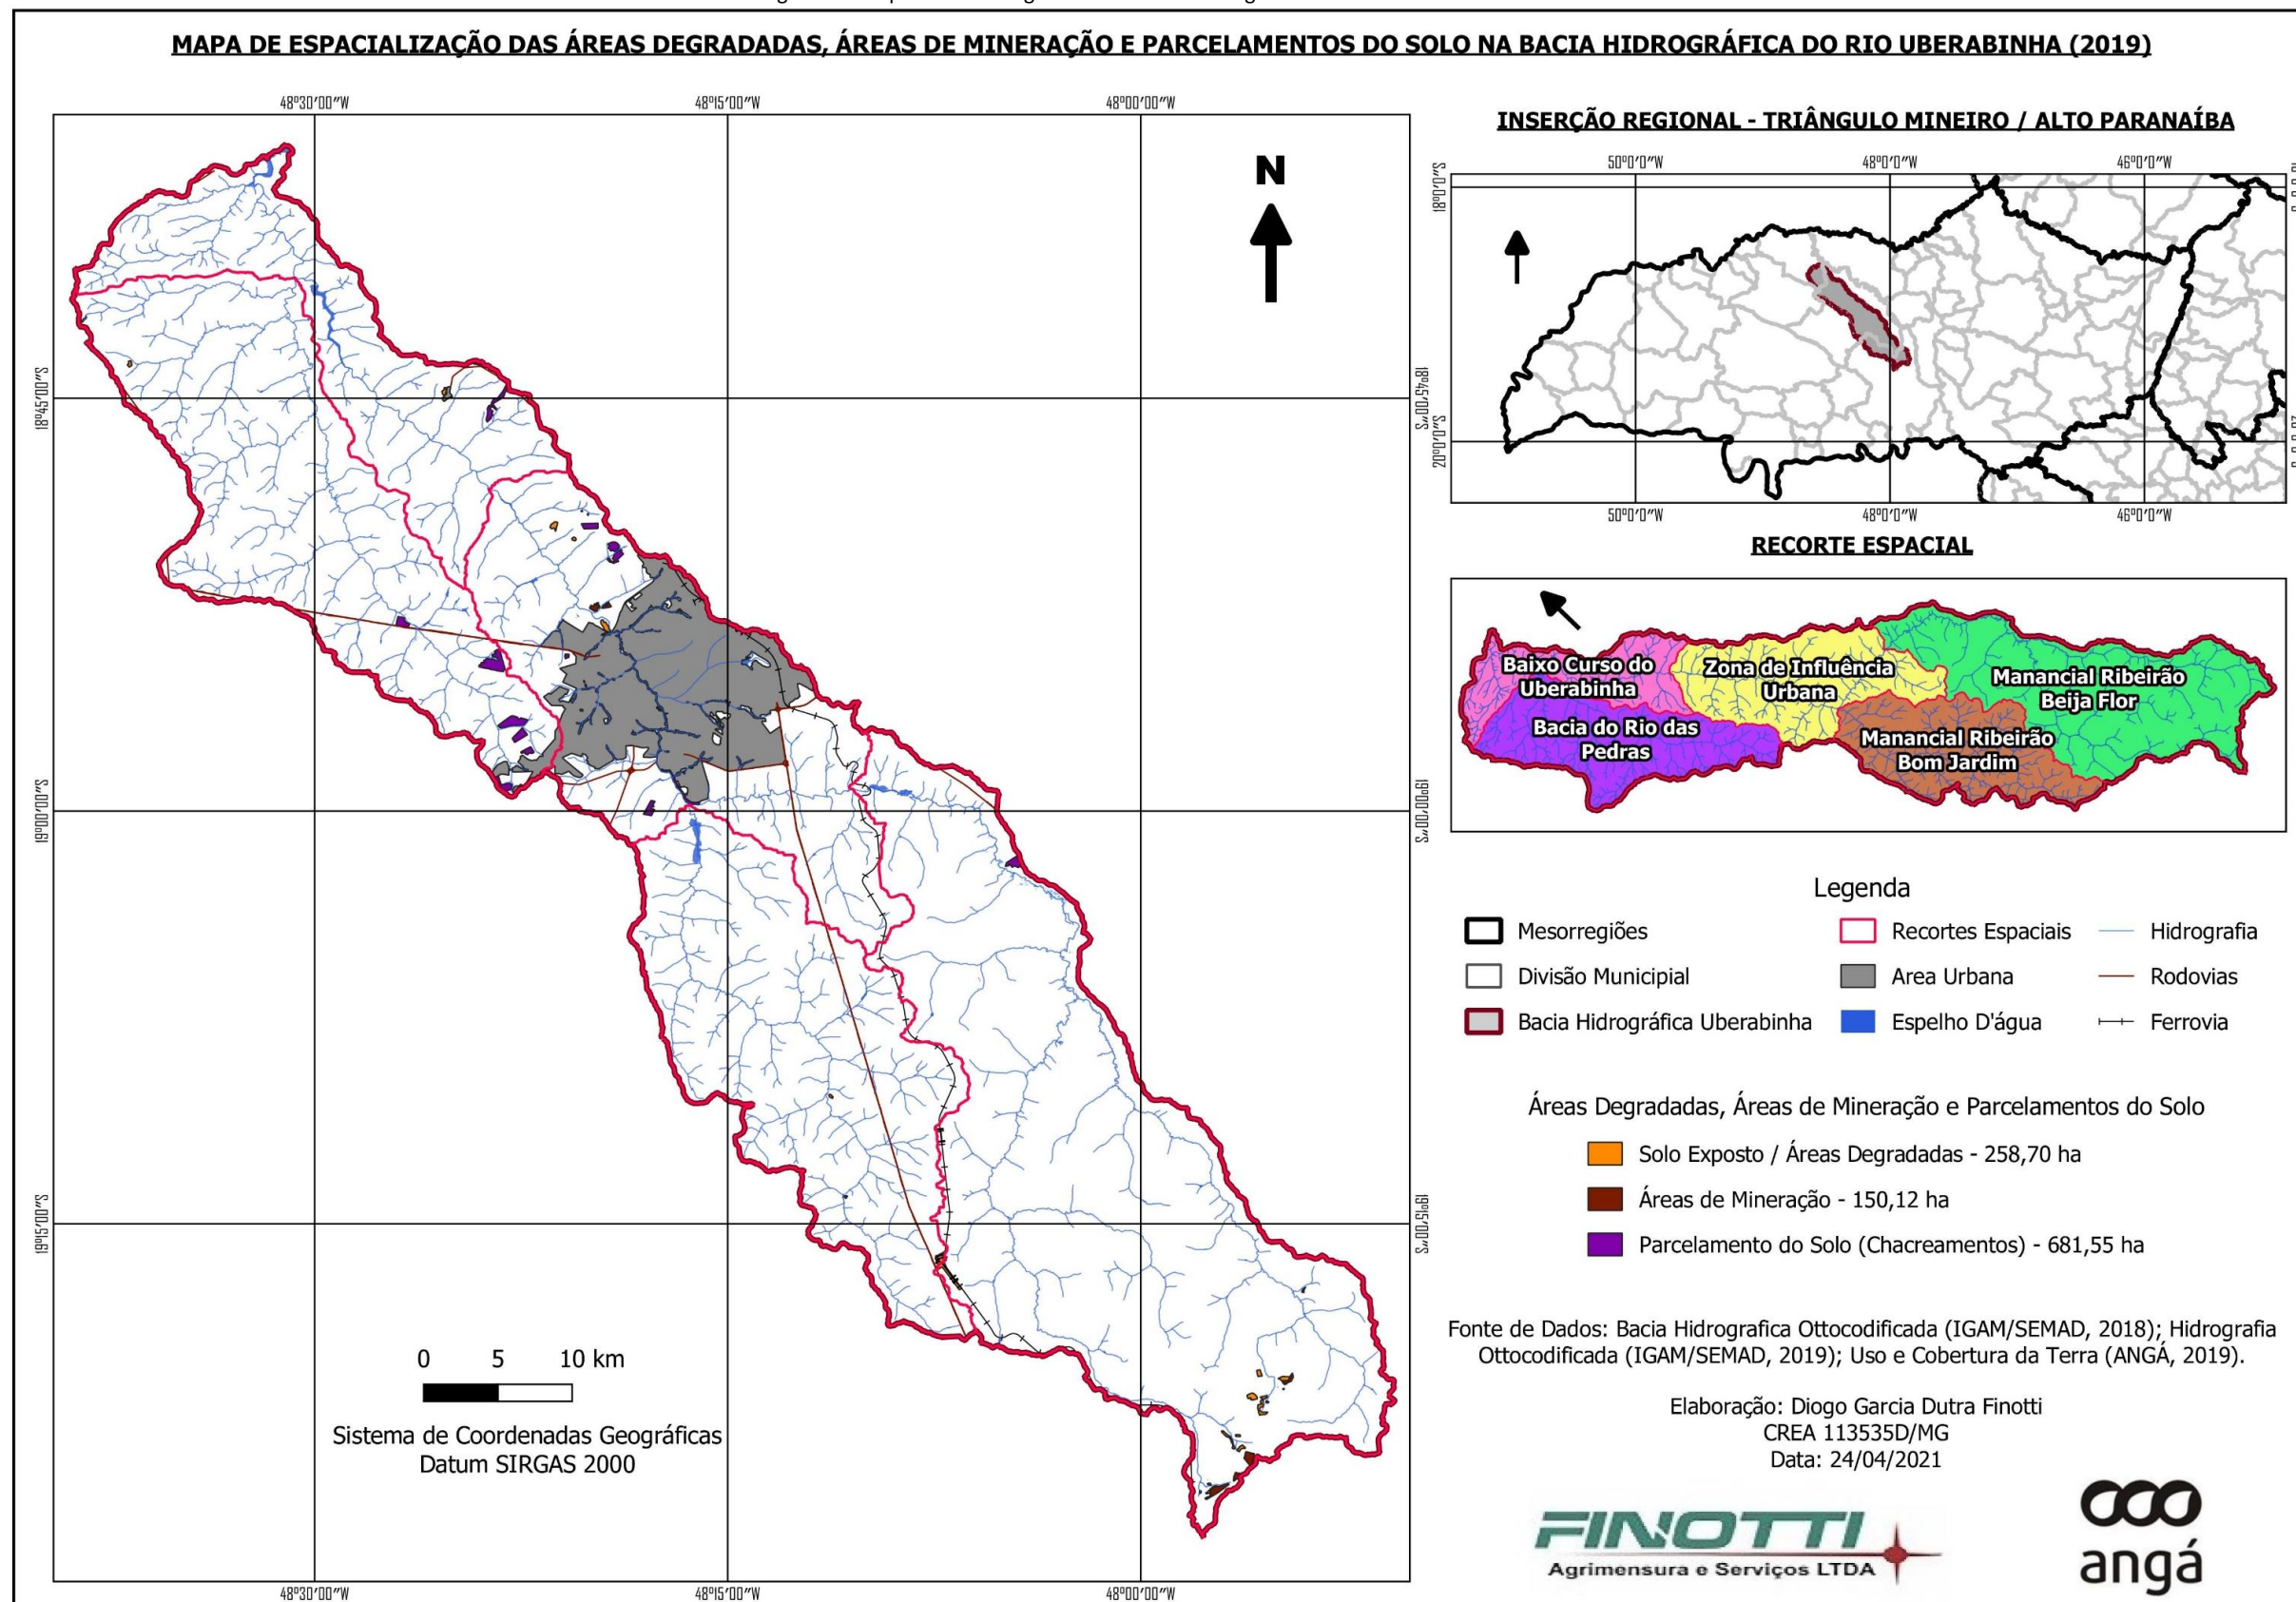 MAPA DE ESPACIALIZAÇÃO DAS ÁREAS DEGRADADAS, ÁREAS DE MINERAÇÃO E PARCELAMENTOS DO SOLO NA BACIA HIDROGRÁFICA DO RIO UBERABINHA (2019)
48°30'00"W 48°15'00"W 48°00'00"W
N
18°45'00"S 18°45'00"S
19°00'00"S 19°00'00"S
19°15'00"S 19°15'00"S
0 5 10 km
Sistema de Coordenadas Geográficas
Datum SIRGAS 2000
48°30'00"W 48°15'00"W 48°00'00"W
INSERÇÃO REGIONAL - TRIÂNGULO MINEIRO / ALTO PARANAÍBA
50°0'0"W 48°0'0"W 46°0'0"W
18°0'0"S
20°0'0"S
50°0'0"W 48°0'0"W 46°0'0"W
RECORTE ESPACIAL
Baixo Curso do
Uberabinha
Zona de Influência
Urbana
Manancial Ribeirão
Beija Flor
Bacia do Rio das
Pedras
Manancial Ribeirão
Bom Jardim
Legenda
Mesorregiões Recortes Espaciais Hidrografia
Divisão Municipial Area Urbana Rodovias
Bacia Hidrográfica Uberabinha Espelho D'água Ferrovia
Áreas Degradadas, Áreas de Mineração e Parcelamentos do Solo
Solo Exposto / Áreas Degradadas - 258,70 ha
Áreas de Mineração - 150,12 ha
Parcelamento do Solo (Chacreamentos) - 681,55 ha
Fonte de Dados: Bacia Hidrografica Ottocodificada (IGAM/SEMAD, 2018); Hidrografia
Ottocodificada (IGAM/SEMAD, 2019); Uso e Cobertura da Terra (ANGÁ, 2019).
Elaboração: Diogo Garcia Dutra Finotti
CREA 113535D/MG
Data: 24/04/2021
FINOTTI
Agrimensura e Serviços LTDA
angá